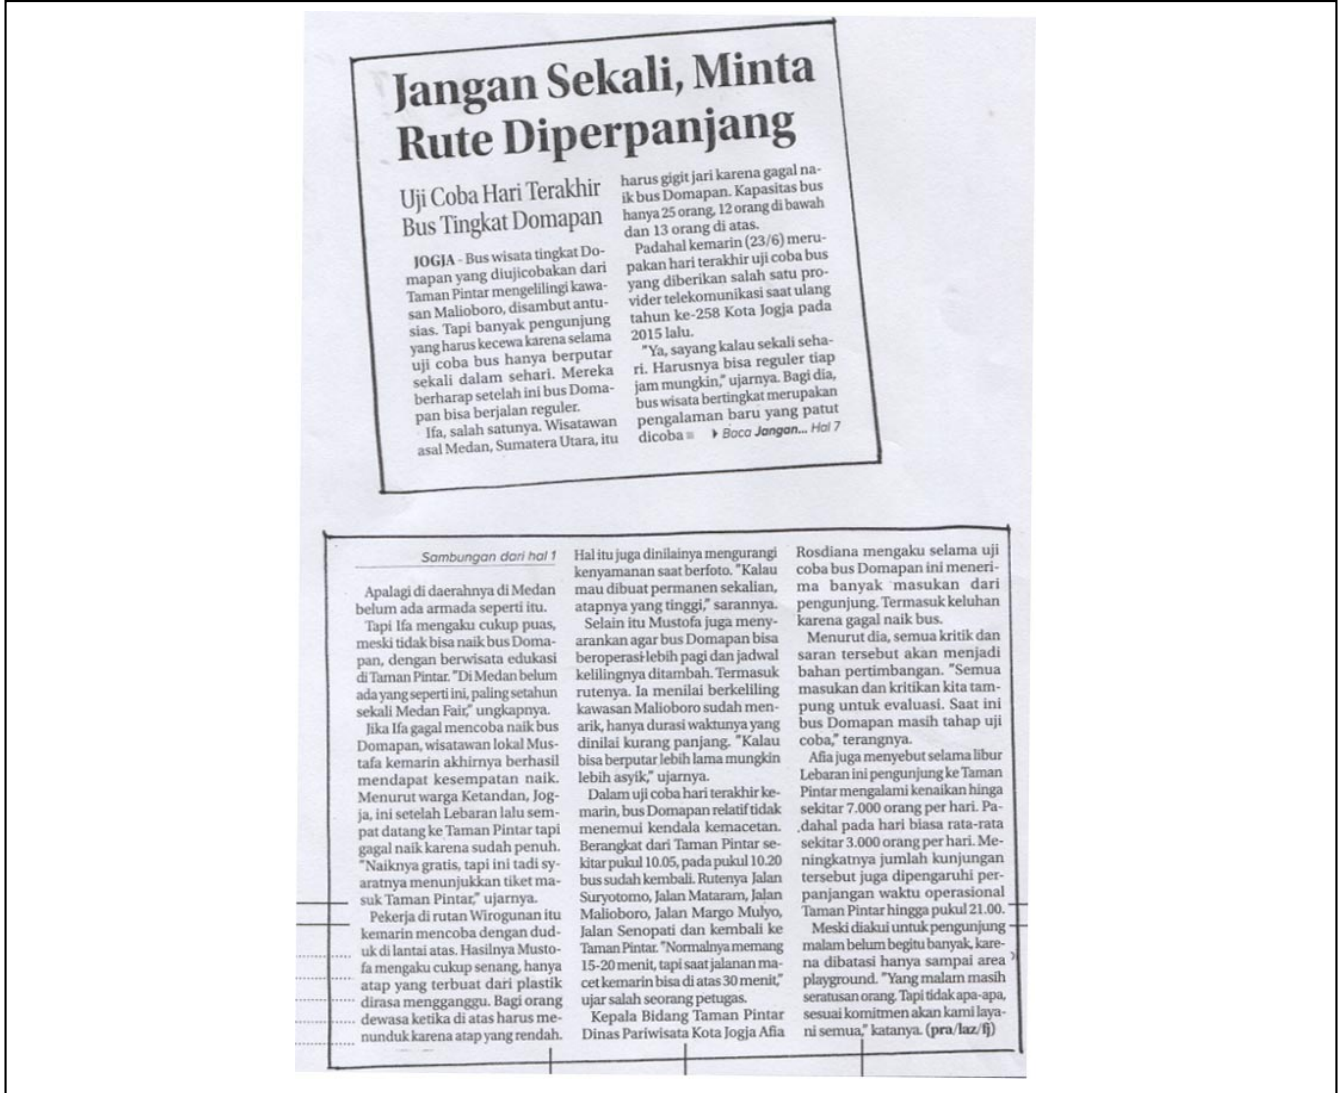 Jangan Sekali, Minta
Rute Diperpanjang
Uji Coba Hari Terakhir
Bus Tingkat Domapan
JOGJA - Bus wisata tingkat Do-
mapan yang diujicobakan dari
Taman Pintar mengelilingi kawa-
san Malioboro, disambut antu-
sias. Tapi banyak pengunjung
yang harus kecewa karena selama
uji coba bus hanya berputar
sekali dalam sehari. Mereka
berharap setelah ini bus Doma-
pan bisa berjalan reguler.
Ifa, salah satunya. Wisatawan
asal Medan, Sumatera Utara, itu
harus gigit jari karena gagal na-
ik bus Domapan. Kapasitas bus
hanya 25 orang, 12 orang di bawah
dan 13 orang di atas.
Padahal kemarin (23/6) meru-
pakan hari terakhir uji coba bus
yang diberikan salah satu pro-
vider telekomunikasi saat ulang
tahun ke-258 Kota Jogja pada
2015 lalu.
"Ya, sayang kalau sekali seha-
ri. Harusnya bisa reguler tiap
jam mungkin," ujarnya. Bagi dia,
bus wisata bertingkat merupakan
pengalaman baru yang patut
dicoba Baca Jangan... Hal 7
Sambungan dari hal 1
Apalagi di daerahnya di Medan
belum ada armada seperti itu.
Tapi Ifa mengaku cukup puas,
meski tidak bisa naik bus Doma-
pan, dengan berwisata edukasi
di Taman Pintar. "Di Medan belum
ada yang seperti ini, paling setahun
sekali Medan Fair," ungkapnya.
Jika Ifa gagal mencoba naik bus
Domapan, wisatawan lokal Mus-
tafa kemarin akhirnya berhasil
mendapat kesempatan naik.
Menurut warga Ketandan, Jog-
ja, ini setelah Lebaran lalu sem-
pat datang ke Taman Pintar tapi
gagal naik karena sudah penuh.
"Naiknya gratis, tapi ini tadi sy-
aratnya menunjukkan tiket ma-
suk Taman Pintar," ujarnya.
Pekerja di rutan Wirogunan itu
kemarin mencoba dengan dud-
uk di lantai atas. Hasilnya Musto-
fa mengaku cukup senang, hanya
atap yang terbuat dari plastik
dirasa mengganggu. Bagi orang
dewasa ketika di atas harus me-
nunduk karena atap yang rendah.
Hal itu juga dinilainya mengurangi
kenyamanan saat berfoto. "Kalau
mau dibuat permanen sekalian,
atapnya yang tinggi," sarannya.
Selain itu Mustofa juga meny-
arankan agar bus Domapan bisa
beroperasi lebih pagi dan jadwal
kelilingnya ditambah. Termasuk
rutenya. Ia menilai berkeliling
kawasan Malioboro sudah men-
arik, hanya durasi waktunya yang
dinilai kurang panjang. "Kalau
bisa berputar lebih lama mungkin
lebih asyik," ujarnya.
Dalam uji coba hari terakhir ke-
marin, bus Domapan relatif tidak
menemui kendala kemacetan.
Berangkat dari Taman Pintar se-
kitar pukul 10.05, pada pukul 10.20
bus sudah kembali. Rutenya Jalan
Suryotomo, Jalan Mataram, Jalan
Malioboro, Jalan Margo Mulyo,
Jalan Senopati dan kembali ke
Taman Pintar. "Normalnya memang
15-20 menit, tapi saat jalanan ma-
cet kemarin bisa di atas 30 menit,"
ujar salah seorang petugas.
Kepala Bidang Taman Pintar
Dinas Pariwisata Kota Jogja Afia
Rosdiana mengaku selama uji
coba bus Domapan ini meneri-
ma banyak masukan dari
pengunjung. Termasuk keluhan
karena gagal naik bus.
Menurut dia, semua kritik dan
saran tersebut akan menjadi
bahan pertimbangan. "Semua
masukan dan kritikan kita tam-
pung untuk evaluasi. Saat ini
bus Domapan masih tahap uji
coba," terangnya.
Afia juga menyebut selama libur
Lebaran ini pengunjung ke Taman
Pintar mengalami kenaikan hingga
sekitar 7.000 orang per hari. Pa-
dahal pada hari biasa rata-rata
sekitar 3.000 orang per hari. Me-
ningkatnya jumlah kunjungan
tersebut juga dipengaruhi per-
panjangan waktu operasional
Taman Pintar hingga pukul 21.00.
Meski diakui untuk pengunjung
malam belum begitu banyak, kare-
na dibatasi hanya sampai area
playground. "Yang malam masih
seratusan orang. Tapi tidak apa-apa,
sesuai komitmen akan kami laya-
ni semua," katanya. (pra/laz/fj)